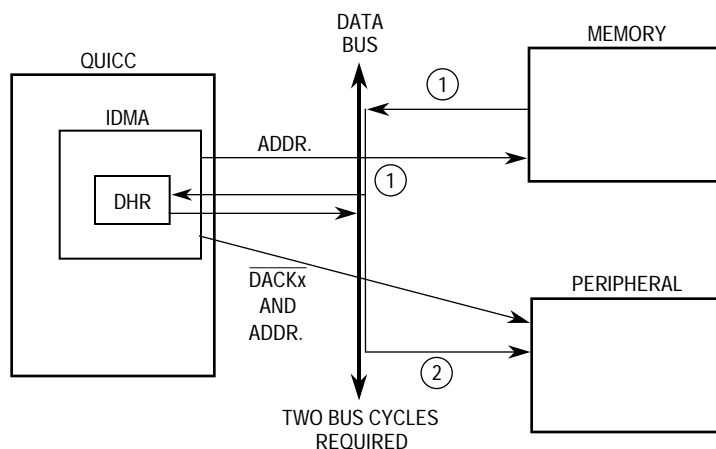 DATA
BUS
MEMORY
QUICC
1
IDMA
ADDR.
1
DHR
DACKx
AND
ADDR.
PERIPHERAL
2
TWO BUS CYCLES
REQUIRED